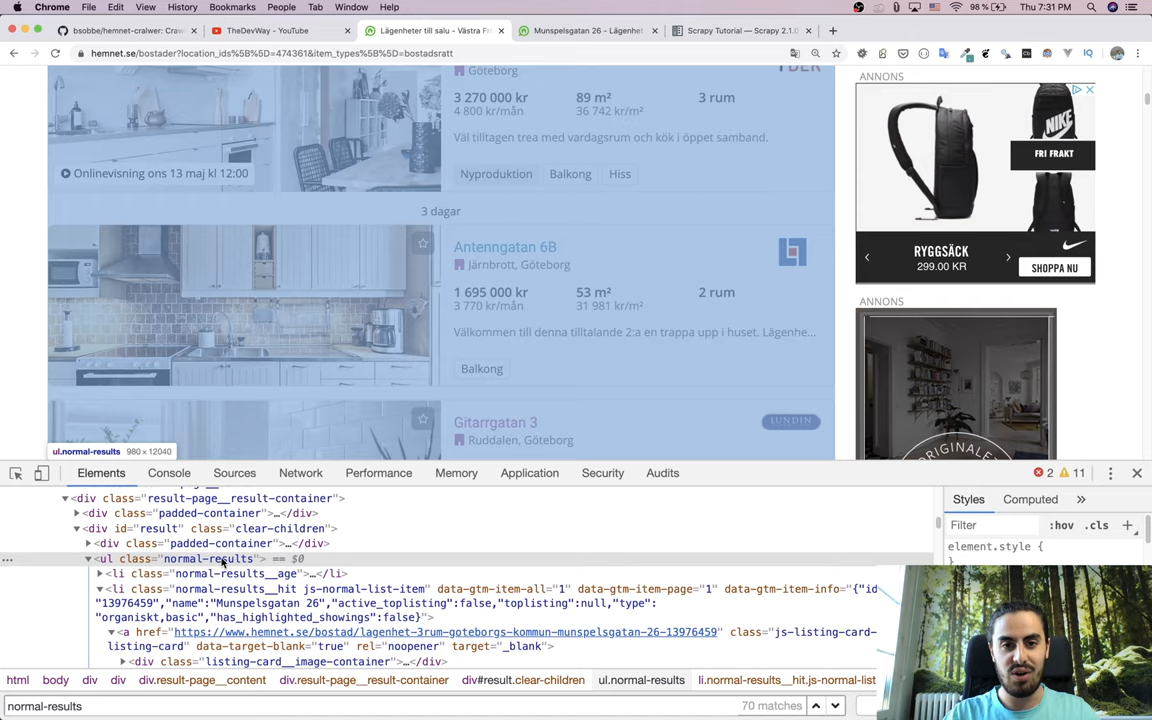 Chrome File Edit View History Bookmarks People Tab Window Help 98 % Thu 7:31 PM
bsobbe/hemnet-cralwer: Craw
TheDevWay - YouTube
Lägenheter till salu - Västra Fr
Munspelsgatan 26 - Lägenhet
Scrapy Tutorial — Scrapy 2.1.0
hemnet.se/bostader?location_ids%5B%5D=474361&item_types%5B%5D=bostadsratt
Göteborg
3 270 000 kr 89 m² 3 rum
4 800 kr/mån 36 742 kr/m²
Väl tilltagen trea med vardagsrum och kök i öppet samband.
Onlinevisning ons 13 maj kl 12:00
Nyproduktion Balkong Hiss
3 dagar
Antenngatan 6B
Järnbrott, Göteborg
1 695 000 kr 53 m² 2 rum
3 770 kr/mån 31 981 kr/m²
Välkommen till denna tilltalande 2:a en trappa upp i huset. Lägenhe...
Balkong
Gitarrgatan 3
LUNDIN
Ruddalen, Göteborg
ANNONS
NIKE
FRI FRAKT
RYGGSÄCK
299.00 KR
SHOPPA NU
ANNONS
ORIGINALE
ul.normal-results 980 × 12040
Elements Console Sources Network Performance Memory Application Security Audits 2 11
<div class="result-page__result-container">
<div class="padded-container">…</div>
<div id="result" class="clear-children">
<div class="padded-container">…</div>
<ul class="normal-results"> == $0
<li class="normal-results__age">…</li>
<li class="normal-results__hit js-normal-list-item" data-gtm-item-all="1" data-gtm-item-page="1" data-gtm-item-info="{"id"
"13976459","name":"Munspelsgatan 26","active_toplisting":false,"toplisting":null,"type":
"organiskt,basic","has_highlighted_showings":false}">
<a href="https://www.hemnet.se/bostad/lagenhet-3rum-goteborgs-kommun-munspelsgatan-26-13976459" class="js-listing-card-
listing-card" data-target-blank="true" rel="noopener" target="_blank">
<div class="listing-card__image-container">…</div>
Styles Computed »
Filter :hov .cls +
element.style {
}
html body div div div.result-page__content div.result-page__result-container div#result.clear-children ul.normal-results li.normal-results__hit.js-normal-list
normal-results 70 matches